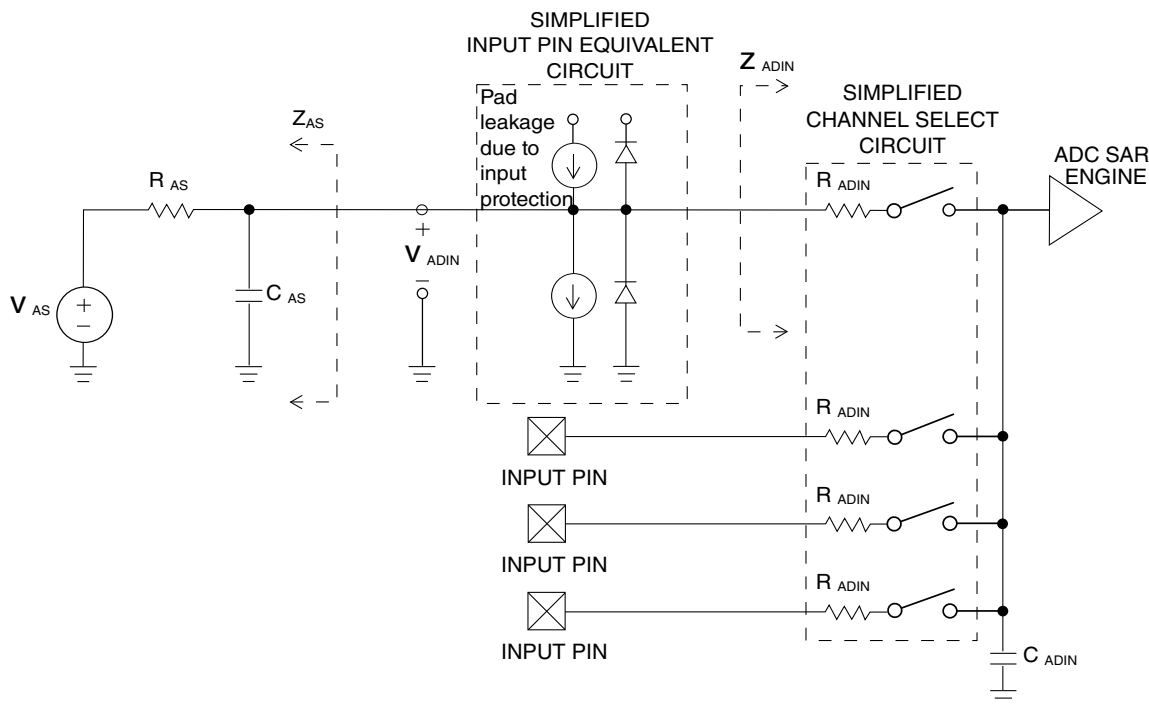 SIMPLIFIED
INPUT PIN EQUIVALENT
CIRCUIT
Pad
leakage
due to
input
protection
Z ADIN
SIMPLIFIED
CHANNEL SELECT
CIRCUIT
ADC SAR
ENGINE
ZAS
R AS
R ADIN
+
V ADIN
–
C AS
V AS
+
–
R ADIN
INPUT PIN
R ADIN
INPUT PIN
R ADIN
INPUT PIN
C ADIN